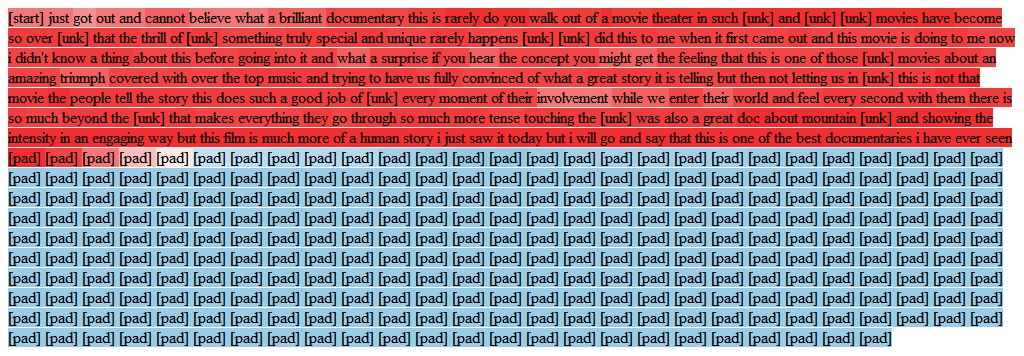 [start] just got out and cannot believe what a brilliant documentary this is rarely do you walk out of a movie theater in such [unk] and [unk] [unk] movies have become
so over [unk] that the thrill of [unk] something truly special and unique rarely happens [unk] [unk] did this to me when it first came out and this movie is doing to me now
i didn't know a thing about this before going into it and what a surprise if you hear the concept you might get the feeling that this is one of those [unk] movies about an
amazing triumph covered with over the top music and trying to have us fully convinced of what a great story it is telling but then not letting us in [unk] this is not that
movie the people tell the story this does such a good job of [unk] every moment of their involvement while we enter their world and feel every second with them there is
so much beyond the [unk] that makes everything they go through so much more tense touching the [unk] was also a great doc about mountain [unk] and showing the
intensity in an engaging way but this film is much more of a human story i just saw it today but i will go and say that this is one of the best documentaries i have ever seen
[pad] [pad] [pad] [pad] [pad] [pad] [pad] [pad] [pad] [pad] [pad] [pad] [pad] [pad] [pad] [pad] [pad] [pad] [pad] [pad] [pad] [pad] [pad] [pad] [pad] [pad] [pad]
[pad] [pad] [pad] [pad] [pad] [pad] [pad] [pad] [pad] [pad] [pad] [pad] [pad] [pad] [pad] [pad] [pad] [pad] [pad] [pad] [pad] [pad] [pad] [pad] [pad] [pad] [pad]
[pad] [pad] [pad] [pad] [pad] [pad] [pad] [pad] [pad] [pad] [pad] [pad] [pad] [pad] [pad] [pad] [pad] [pad] [pad] [pad] [pad] [pad] [pad] [pad] [pad] [pad] [pad]
[pad] [pad] [pad] [pad] [pad] [pad] [pad] [pad] [pad] [pad] [pad] [pad] [pad] [pad] [pad] [pad] [pad] [pad] [pad] [pad] [pad] [pad] [pad] [pad] [pad] [pad] [pad]
[pad] [pad] [pad] [pad] [pad] [pad] [pad] [pad] [pad] [pad] [pad] [pad] [pad] [pad] [pad] [pad] [pad] [pad] [pad] [pad] [pad] [pad] [pad] [pad] [pad] [pad] [pad]
[pad] [pad] [pad] [pad] [pad] [pad] [pad] [pad] [pad] [pad] [pad] [pad] [pad] [pad] [pad] [pad] [pad] [pad] [pad] [pad] [pad] [pad] [pad] [pad] [pad] [pad] [pad]
[pad] [pad] [pad] [pad] [pad] [pad] [pad] [pad] [pad] [pad] [pad] [pad] [pad] [pad] [pad] [pad] [pad] [pad] [pad] [pad] [pad] [pad] [pad] [pad] [pad] [pad] [pad]
[pad] [pad] [pad] [pad] [pad] [pad] [pad] [pad] [pad] [pad] [pad] [pad] [pad] [pad] [pad] [pad] [pad] [pad] [pad] [pad] [pad] [pad] [pad] [pad] [pad] [pad] [pad]
[pad] [pad] [pad] [pad] [pad] [pad] [pad] [pad] [pad] [pad] [pad] [pad] [pad] [pad] [pad] [pad] [pad] [pad] [pad] [pad] [pad] [pad] [pad] [pad] [pad] [pad] [pad]
[pad] [pad] [pad] [pad] [pad] [pad] [pad] [pad] [pad] [pad] [pad] [pad] [pad] [pad] [pad] [pad] [pad] [pad] [pad] [pad] [pad] [pad] [pad] [pad]